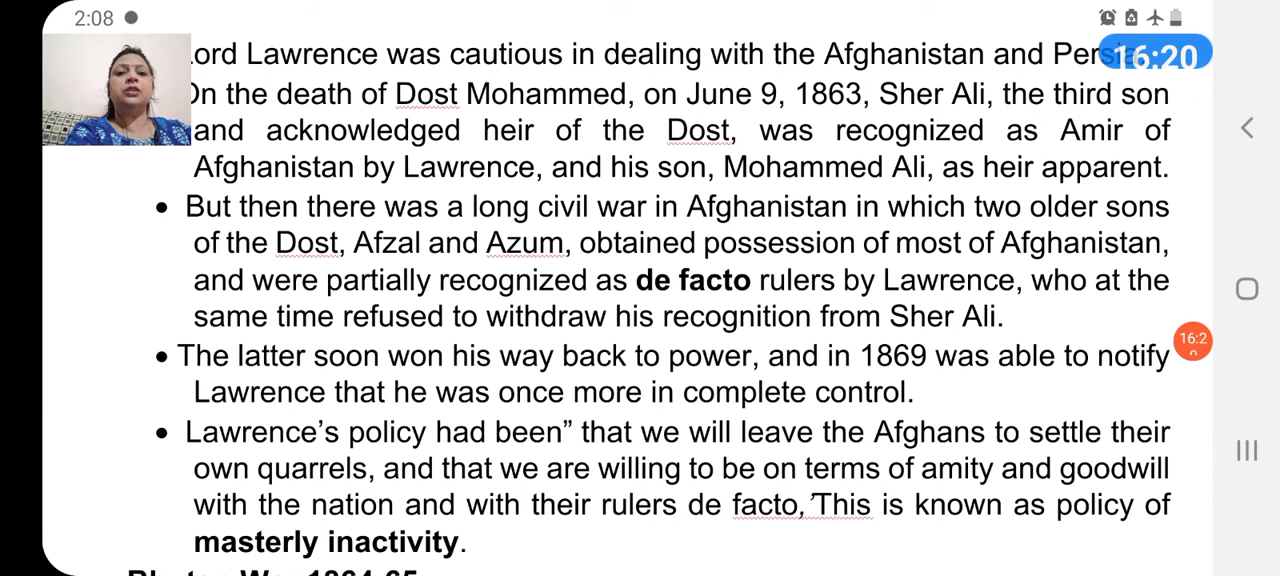 2:08
16:20
ord Lawrence was cautious in dealing with the Afghanistan and Persia
On the death of Dost Mohammed, on June 9, 1863, Sher Ali, the third son
and acknowledged heir of the Dost, was recognized as Amir of
Afghanistan by Lawrence, and his son, Mohammed Ali, as heir apparent.
• But then there was a long civil war in Afghanistan in which two older sons
of the Dost, Afzal and Azum, obtained possession of most of Afghanistan,
and were partially recognized as de facto rulers by Lawrence, who at the
same time refused to withdraw his recognition from Sher Ali.
• The latter soon won his way back to power, and in 1869 was able to notify
16:2
Lawrence that he was once more in complete control.
• Lawrence’s policy had been” that we will leave the Afghans to settle their
own quarrels, and that we are willing to be on terms of amity and goodwill
with the nation and with their rulers de facto,‘This is known as policy of
masterly inactivity.